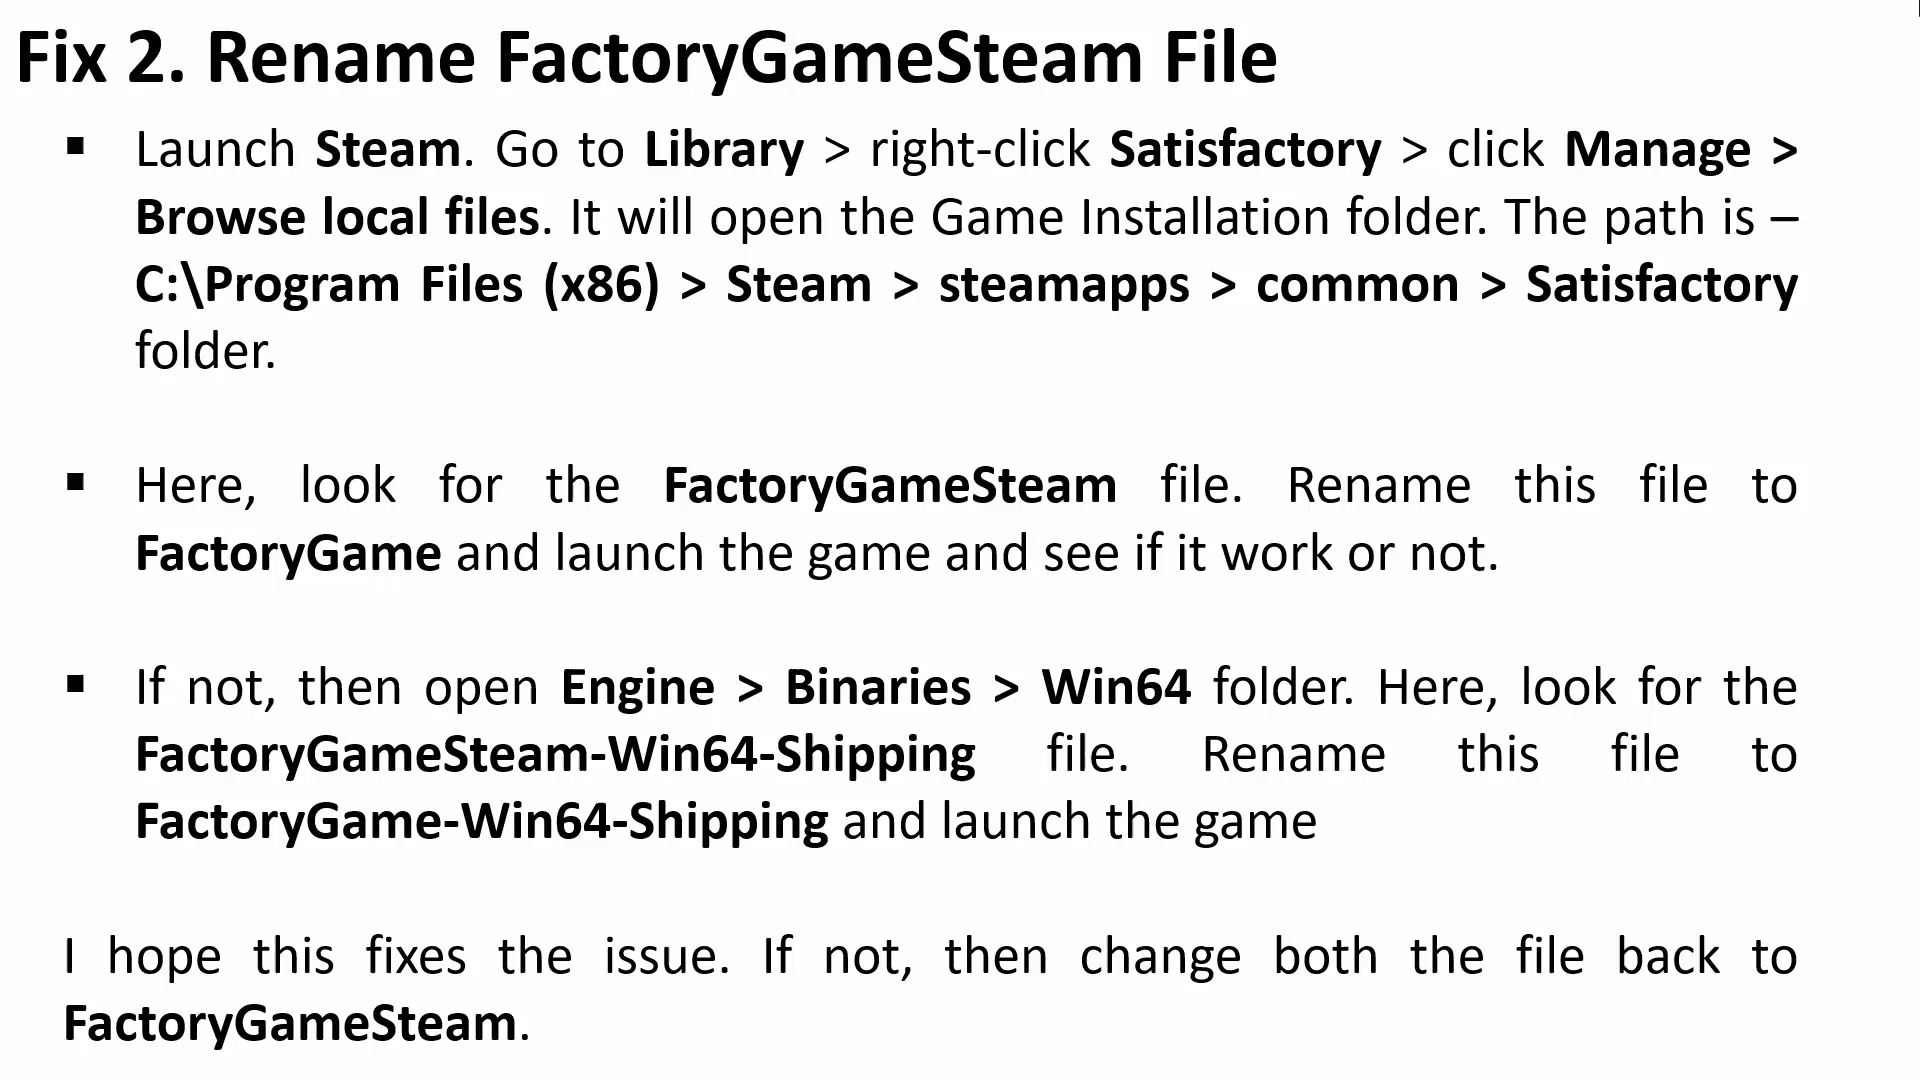 Fix 2. Rename FactoryGameSteam File
▪ Launch Steam. Go to Library > right-click Satisfactory > click Manage >
Browse local files. It will open the Game Installation folder. The path is –
C:\Program Files (x86) > Steam > steamapps > common > Satisfactory
folder.
▪ Here, look for the FactoryGameSteam file. Rename this file to
FactoryGame and launch the game and see if it work or not.
▪ If not, then open Engine > Binaries > Win64 folder. Here, look for the
FactoryGameSteam-Win64-Shipping file. Rename this file to
FactoryGame-Win64-Shipping and launch the game
I hope this fixes the issue. If not, then change both the file back to
FactoryGameSteam.